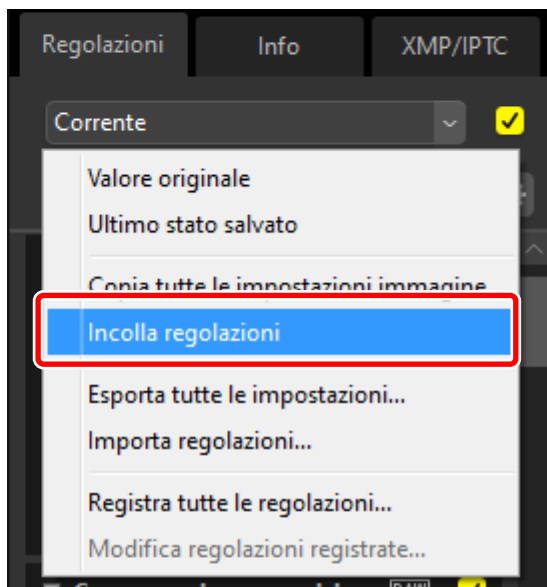 Regolazioni Info XMP/IPTC
Corrente
Valore originale
Ultimo stato salvato
Copia tutte le impostazioni immagine
Incolla regolazioni
Esporta tutte le impostazioni...
Importa regolazioni...
Registra tutte le regolazioni...
Modifica regolazioni registrate...